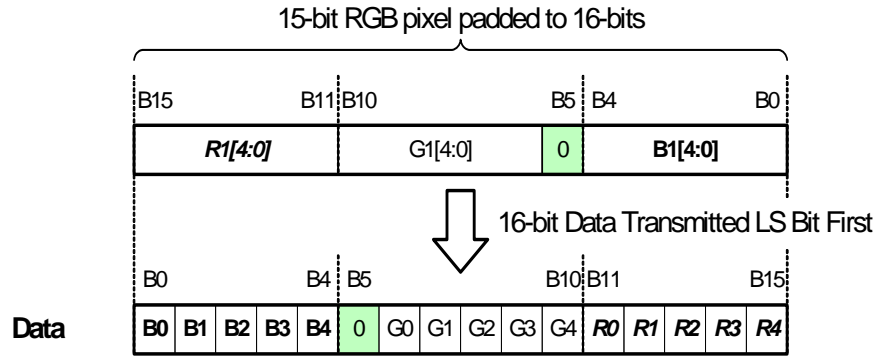 15-bit RGB pixel padded to 16-bits
B15 B11 B10 B5 B4 B0
R1[4:0] G1[4:0] 0 B1[4:0]
16-bit Data Transmitted LS Bit First
B0 B4 B5 B10 B11 B15
Data B0 B1 B2 B3 B4 0 G0 G1 G2 G3 G4 R0 R1 R2 R3 R4